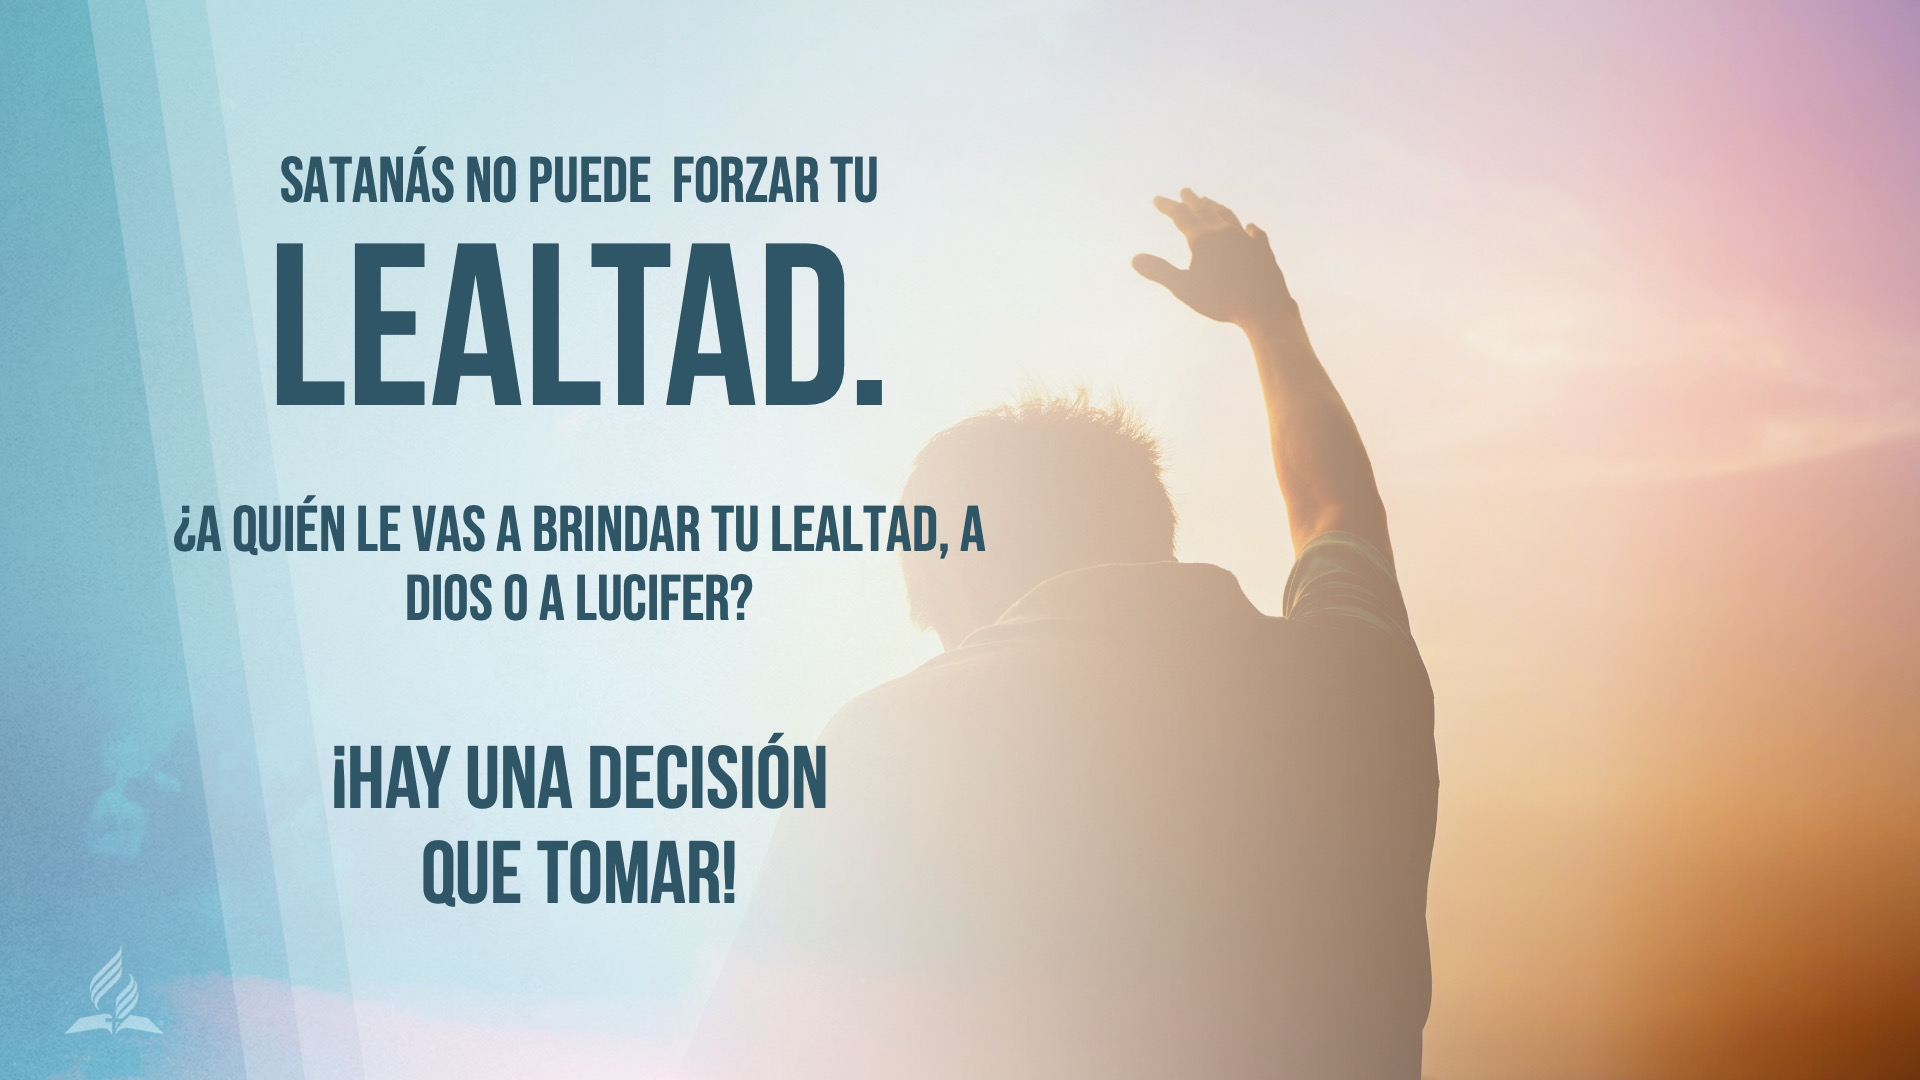 SATANÁS NO PUEDE  FORZAR TU
LEALTAD.
¿A QUIÉN LE VAS A BRINDAR TU LEALTAD, A
DIOS O A LUCIFER?
¡HAY UNA DECISIÓN
QUE TOMAR!